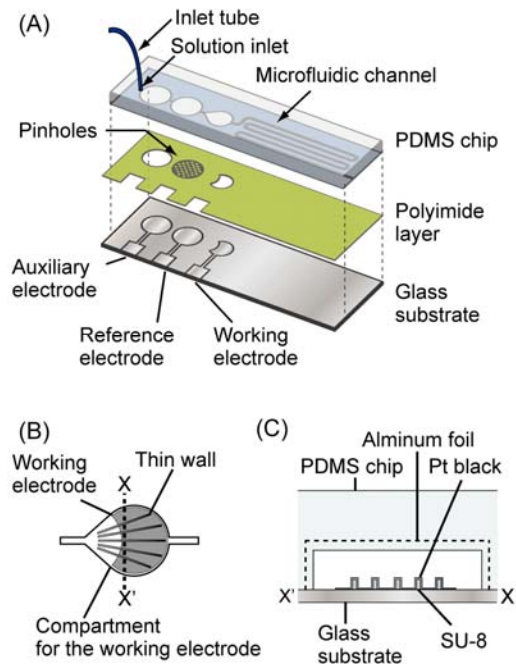 (A)
Inlet tube
Solution inlet
Microfluidic channel
Pinholes
PDMS chip
Polyimide
layer
Auxiliary
electrode
Reference
electrode
Working
electrode
Glass
substrate
(B)
Working
electrode
Thin wall
X
X'
Compartment
for the working electrode
(C)
Alminum foil
PDMS chip
Pt black
X'
X
Glass
substrate
SU-8